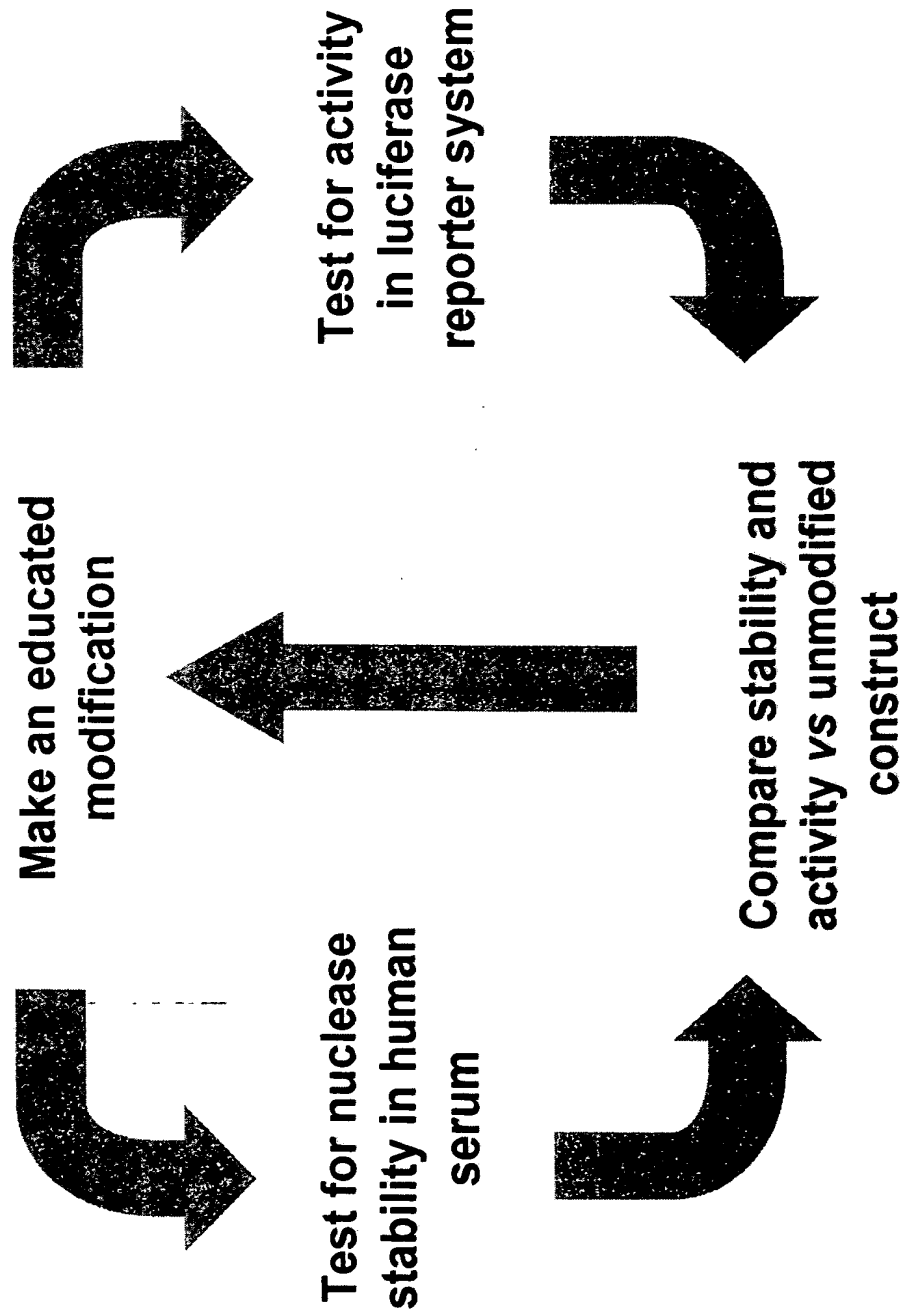 Make an educated
modification
Test for nuclease
stability in human
serum
Test for activity
in luciferase
reporter system
Compare stability and
activity vs unmodified
construct